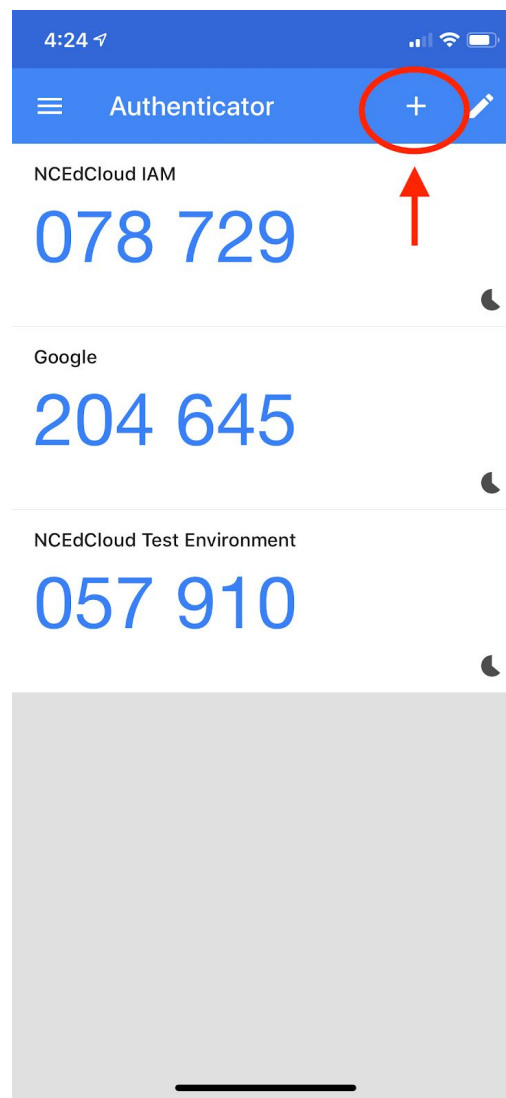 4:24
Authenticator
NCEdCloud IAM
078 729
Google
204 645
NCEdCloud Test Environment
057 910